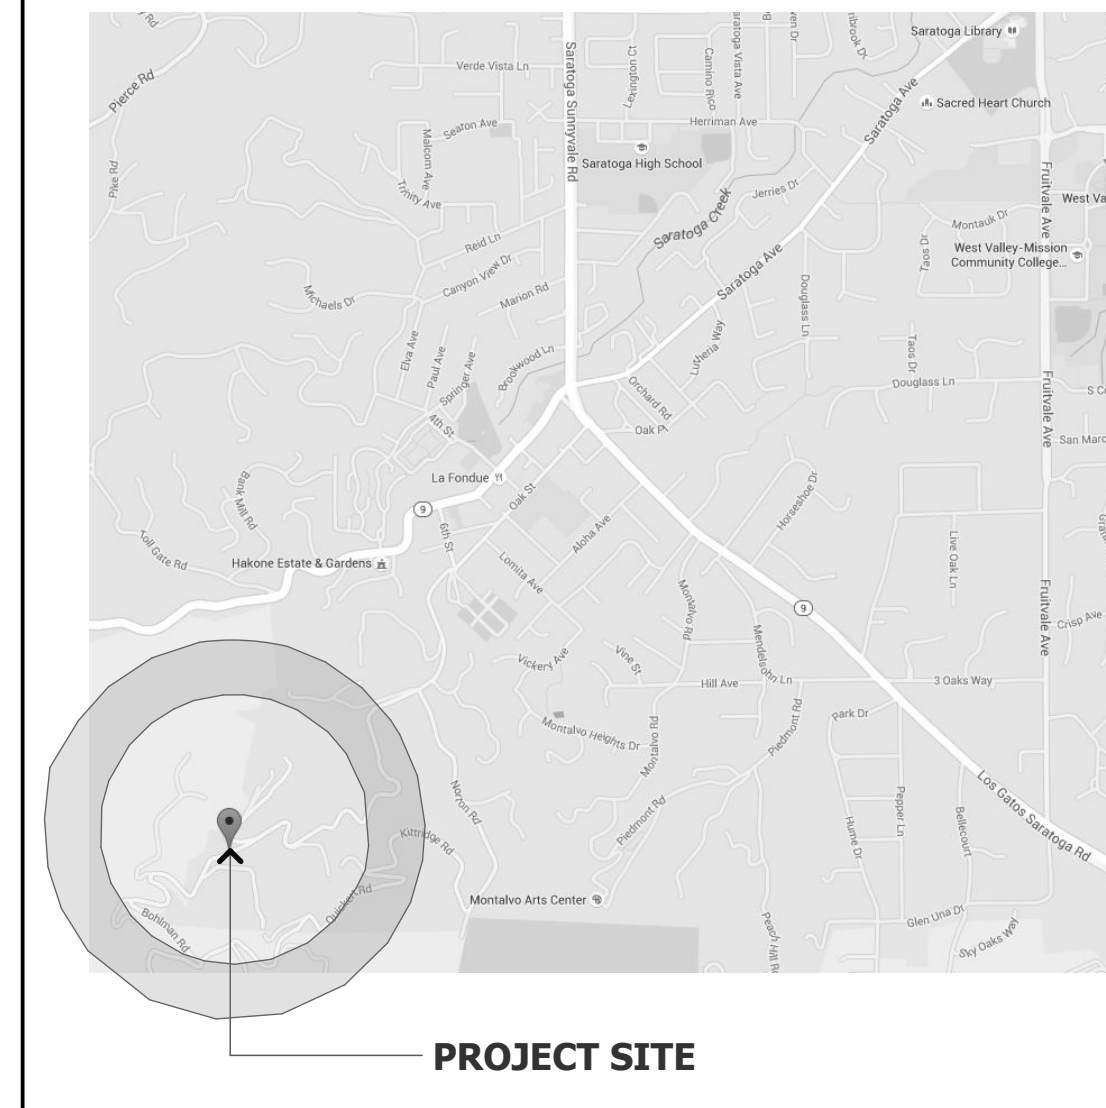 Saratoga Library
Verde Vista Ln
Lexington Ct
Camino Rico
aratoga Vista Ave
en Dr
ribrook Dr
Pierce Rd
Saratoga Sunnyvale Rd
Saratoga Ave
Sacred Heart Church
Seaton Ave
Herriman Ave
Malcom Ave
Saratoga High School
Pike Rd
Trinity Ave
Jerries Dr
Fruitvale Ave
West Va
Saratoga Creek
Montauk Dr
Reid Ln
Taos Dr
West Valley-Mission
Community College...
Canyon View Dr
Saratoga Ave
Michaels Dr
Marion Rd
Douglass Ln
Elva Ave
Paul Ave
Springer Ave
Brookwood Ln
Lutheria Way
Taos Dr
Orchard Rd
Douglass Ln
Fruitvale Ave
S Co
4th St
Oak Pl
San Marc
La Fondue
Bank Mill Rd
Oak St
Horseshoe Dr
9
6th St
Aloha Ave
Toll Gate Rd
Hakone Estate & Gardens
Lomita Ave
Live Oak Ln
Montalvo Rd
9
Fruitvale Ave
Crisp Ave
Mendelsohn Ln
Vickery Ave
Vine St
Hill Ave
3 Oaks Way
Montalvo Heights Dr
Montalvo Rd
Piedmont Rd
Park Dr
Norton Rd
Kittridge Rd
Piedmont Rd
Hume Dr
Pepper Ln
Bellecourt
Los Gatos Saratoga Rd
Quickert Rd
Bohlman Rd
Montalvo Arts Center
Peach Hill R
Glen Una Dr
Sky Oaks Way
PROJECT SITE